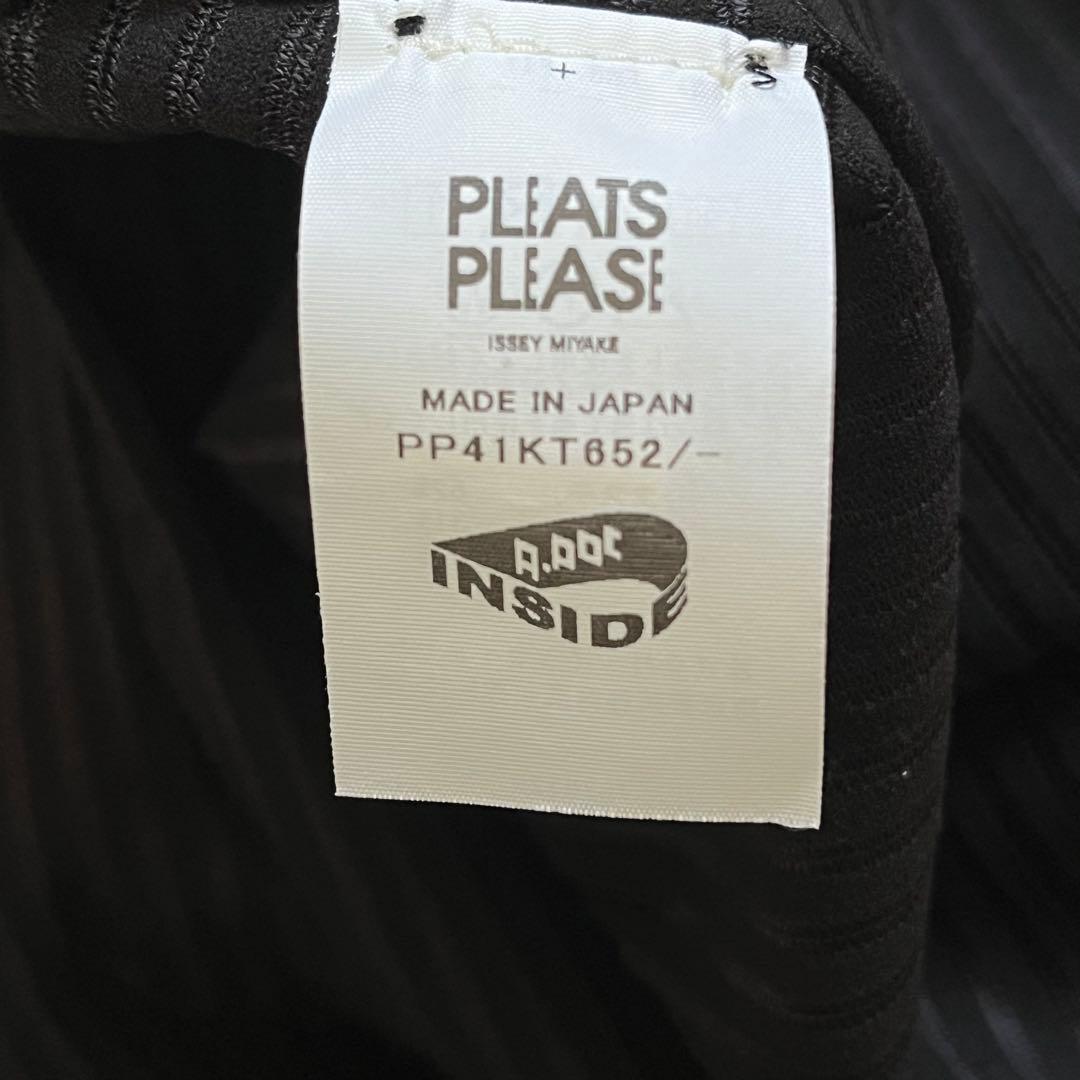 PLEATS
PLEASE
ISSEY MIYAKE
MADE IN JAPAN
PP41KT652/-
A.POC
INSIDE